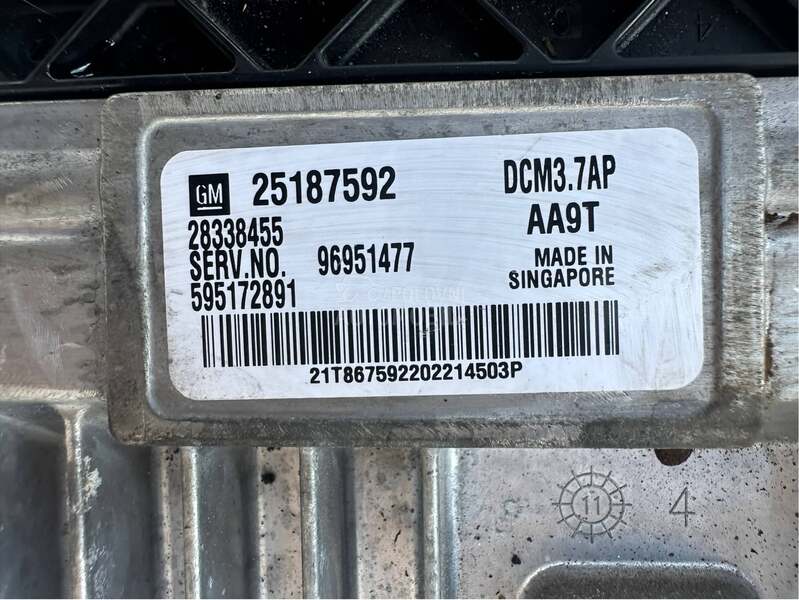 GM 25187592 DCM3.7AP
28338455 AA9T
SERV.NO. 96951477 MADE IN
595172891 SINGAPORE
21T867592202214503P
11 4